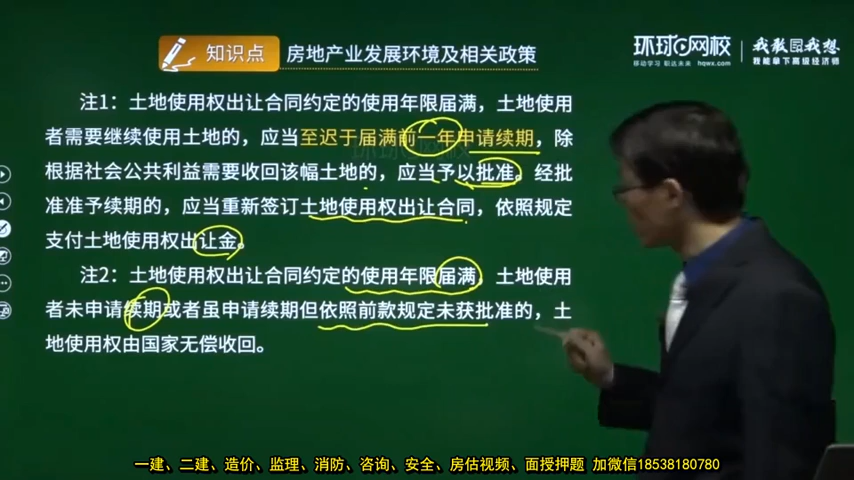 知识点 房地产业发展环境及相关政策
环球网校 我敢因我想
移动学习 职达未来 hqwx.com 我能拿下高级经济师
注1：土地使用权出让合同约定的使用年限届满，土地使用
者需要继续使用土地的，应当至迟于届满前一年申请续期，除
根据社会公共利益需要收回该幅土地的，应当予以批准。经批
准准予续期的，应当重新签订土地使用权出让合同，依照规定
支付土地使用权出让金。
注2：土地使用权出让合同约定的使用年限届满，土地使用
者未申请续期或者虽申请续期但依照前款规定未获批准的，土
地使用权由国家无偿收回。
一建、二建、造价、监理、消防、咨询、安全、房估视频、面授押题 加微信18538180780